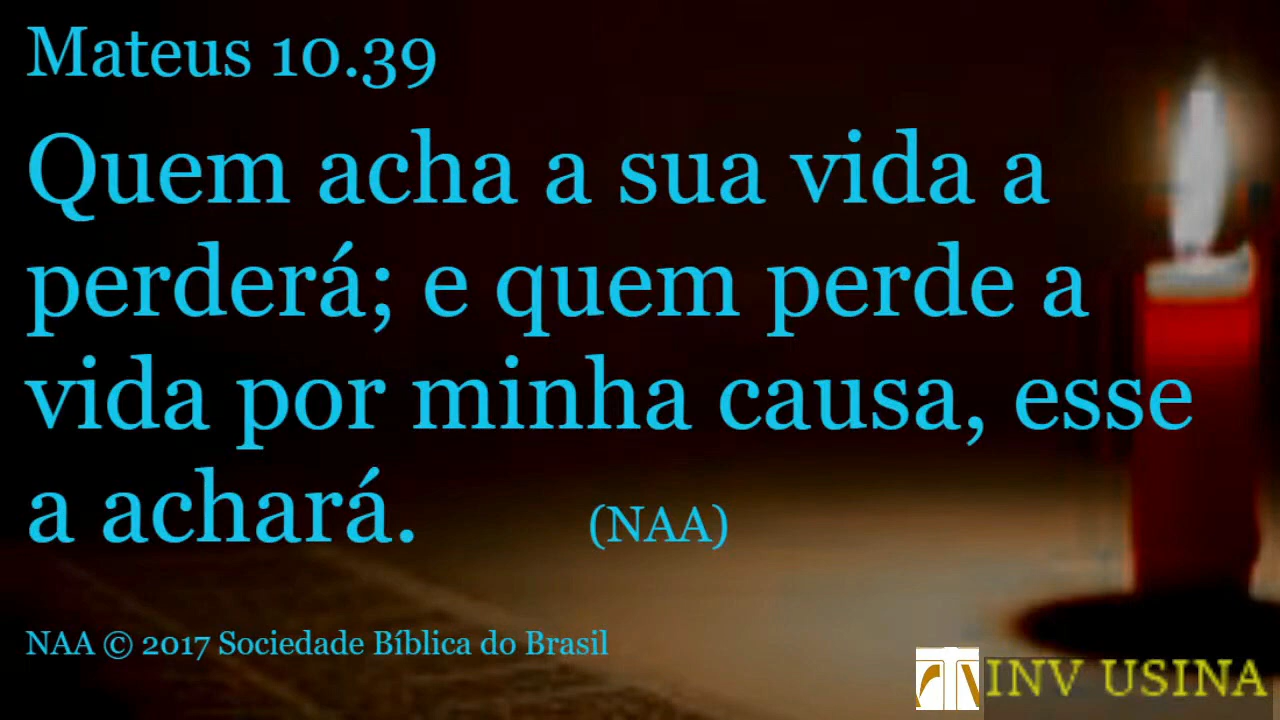 Mateus 10.39
Quem acha a sua vida a
perderá; e quem perde a
vida por minha causa, esse
a achará. (NAA)
NAA © 2017 Sociedade Bíblica do Brasil
INV USINA